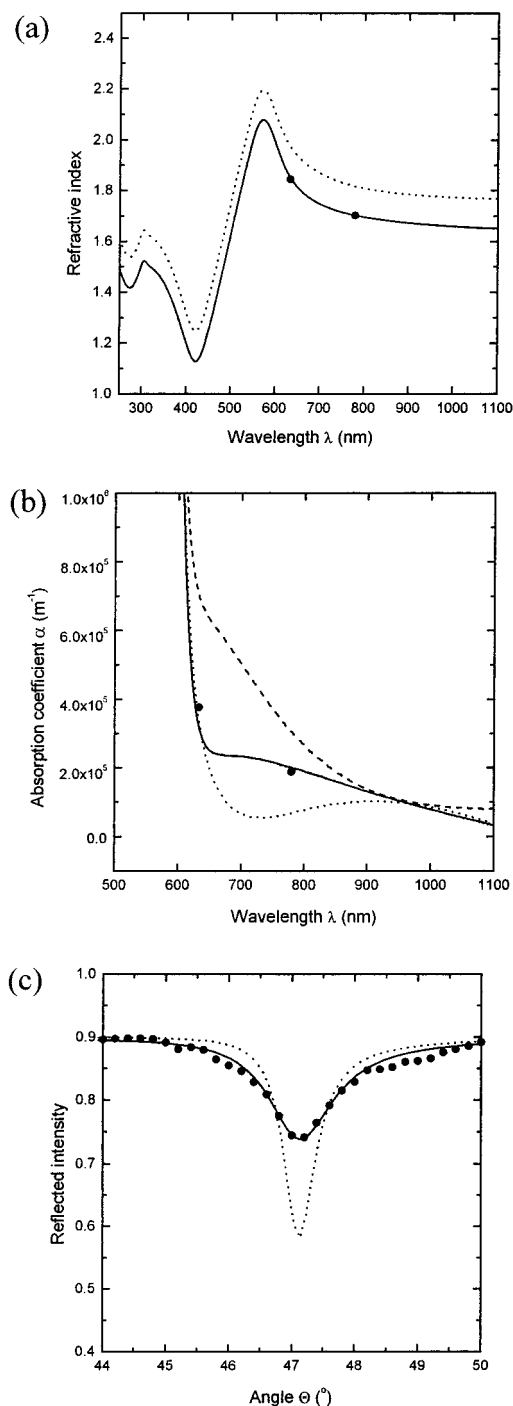 (a)
2.4
2.2
2.0
1.8
1.6
1.4
1.2
1.0
Refractive index
300 400 500 600 700 800 900 1000 1100
Wavelength λ (nm)
(b)
1.0x10⁶
8.0x10⁵
6.0x10⁵
4.0x10⁵
2.0x10⁵
0.0
Absorption coefficient α (m⁻¹)
500 600 700 800 900 1000 1100
Wavelength λ (nm)
(c)
1.0
0.9
0.8
0.7
0.6
0.5
0.4
Reflected intensity
44 45 46 47 48 49 50
Angle Θ (°)